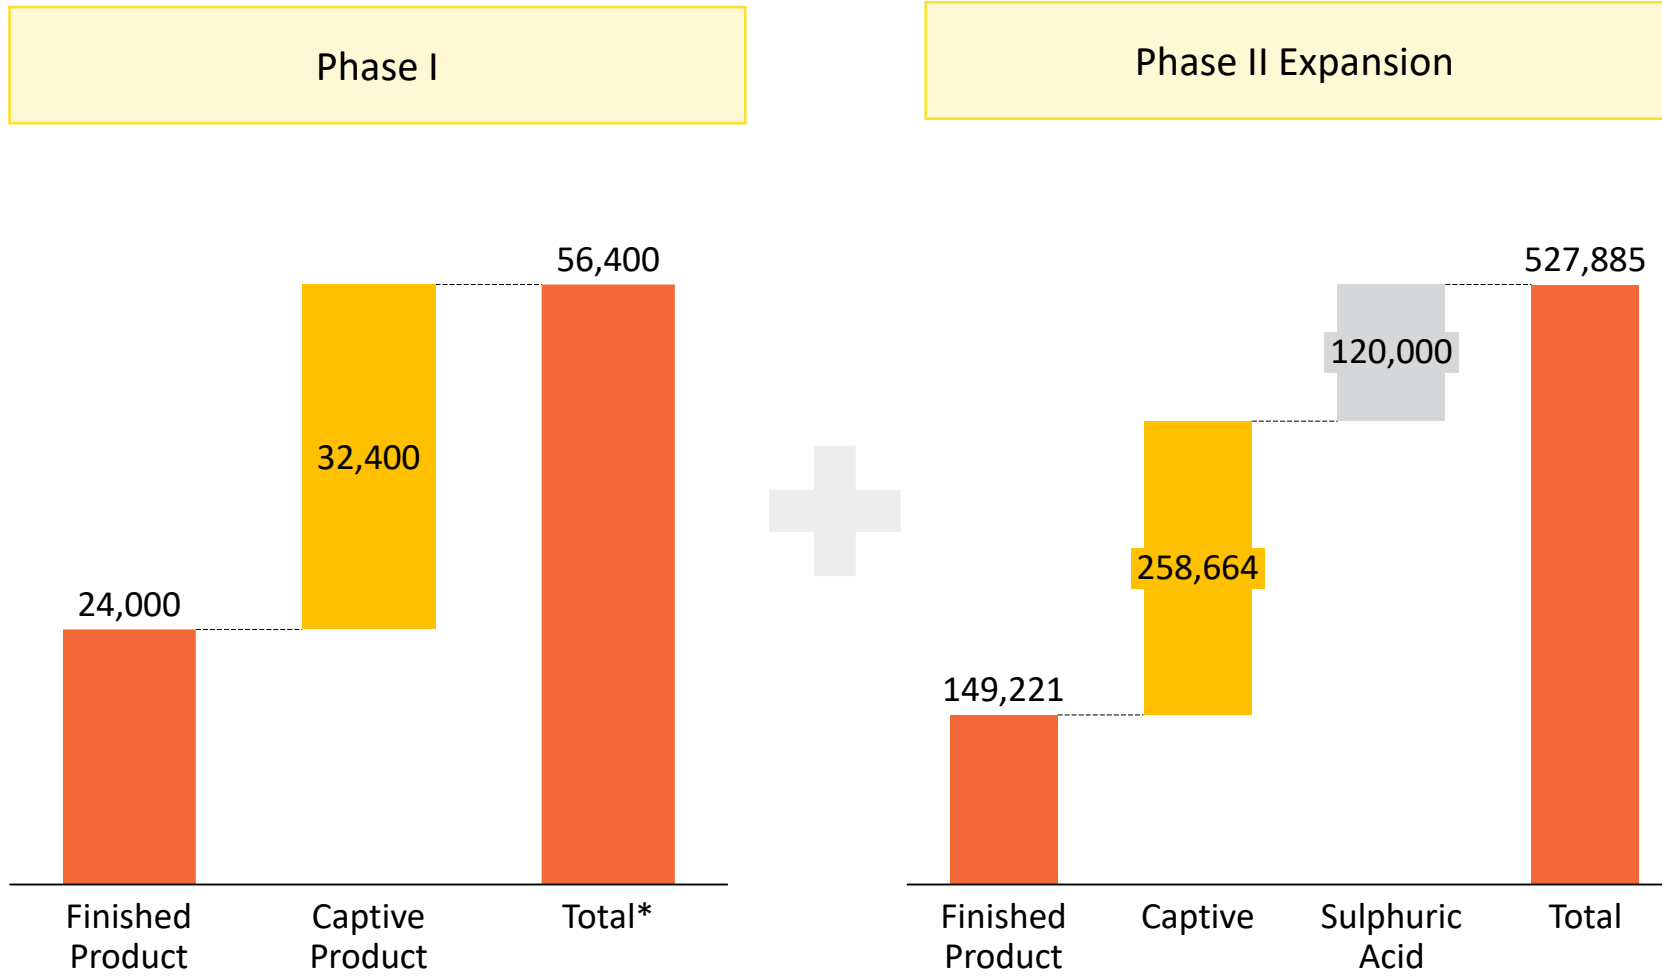 Phase I
56,400
32,400
24,000
Finished
Product
Captive
Product
Total*
Phase II Expansion
527,885
120,000
258,664
149,221
Finished
Product
Captive
Sulphuric
Acid
Total